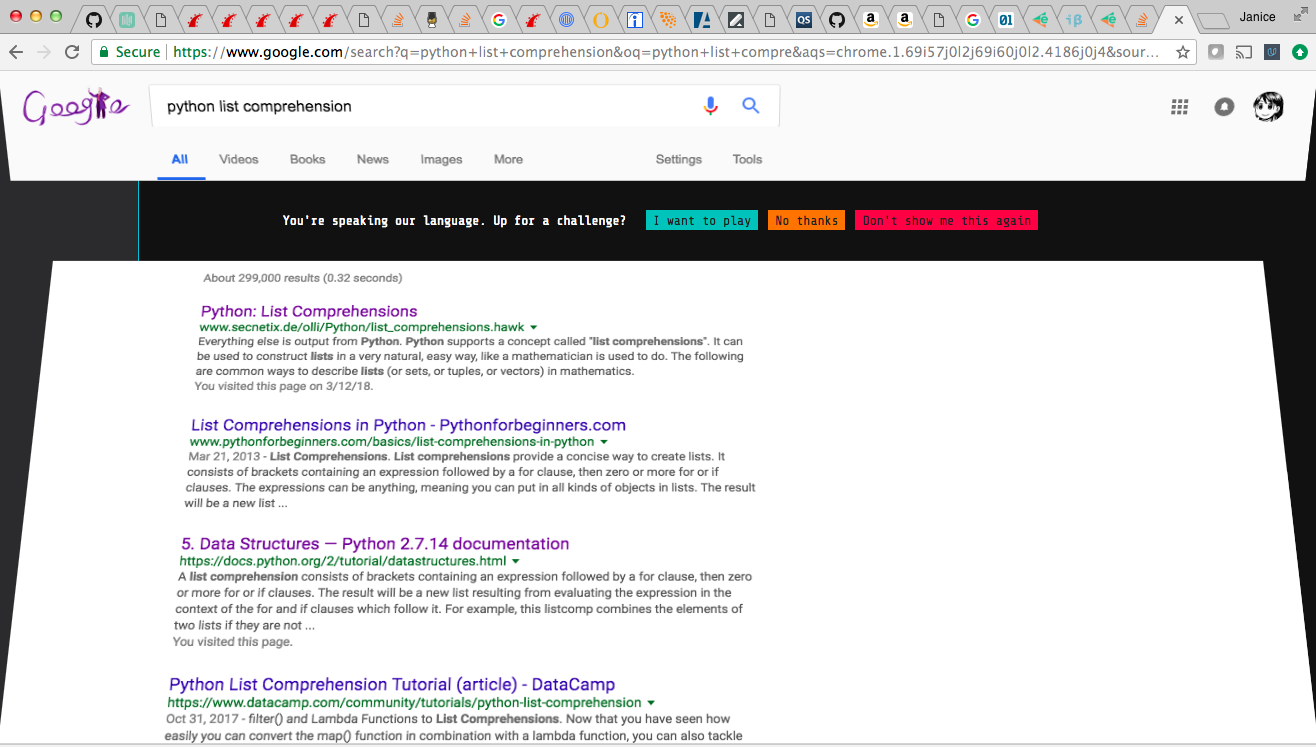 Janice
Secure https://www.google.com/search?q=python+list+comprehension&oq=python+list+compre&aqs=chrome.1.69i57j0l2j69i60j0l2.4186j0j4&sour...
Google
python list comprehension
All Videos Books News Images More Settings Tools
You're speaking our language. Up for a challenge? I want to play No thanks Don't show me this again
About 299,000 results (0.32 seconds)
Python: List Comprehensions
www.secnetix.de/olli/Python/list_comprehensions.hawk
Everything else is output from Python. Python supports a concept called "list comprehensions". It can
be used to construct lists in a very natural, easy way, like a mathematician is used to do. The following
are common ways to describe lists (or sets, or tuples, or vectors) in mathematics.
You visited this page on 3/12/18.
List Comprehensions in Python - Pythonforbeginners.com
www.pythonforbeginners.com/basics/list-comprehensions-in-python
Mar 21, 2013 - List Comprehensions. List comprehensions provide a concise way to create lists. It
consists of brackets containing an expression followed by a for clause, then zero or more for or if
clauses. The expressions can be anything, meaning you can put in all kinds of objects in lists. The result
will be a new list ...
5. Data Structures — Python 2.7.14 documentation
https://docs.python.org/2/tutorial/datastructures.html
A list comprehension consists of brackets containing an expression followed by a for clause, then zero
or more for or if clauses. The result will be a new list resulting from evaluating the expression in the
context of the for and if clauses which follow it. For example, this listcomp combines the elements of
two lists if they are not ...
You visited this page.
Python List Comprehension Tutorial (article) - DataCamp
https://www.datacamp.com/community/tutorials/python-list-comprehension
Oct 31, 2017 - filter() and Lambda Functions to List Comprehensions. Now that you have seen how
easily you can convert the map() function in combination with a lambda function, you can also tackle